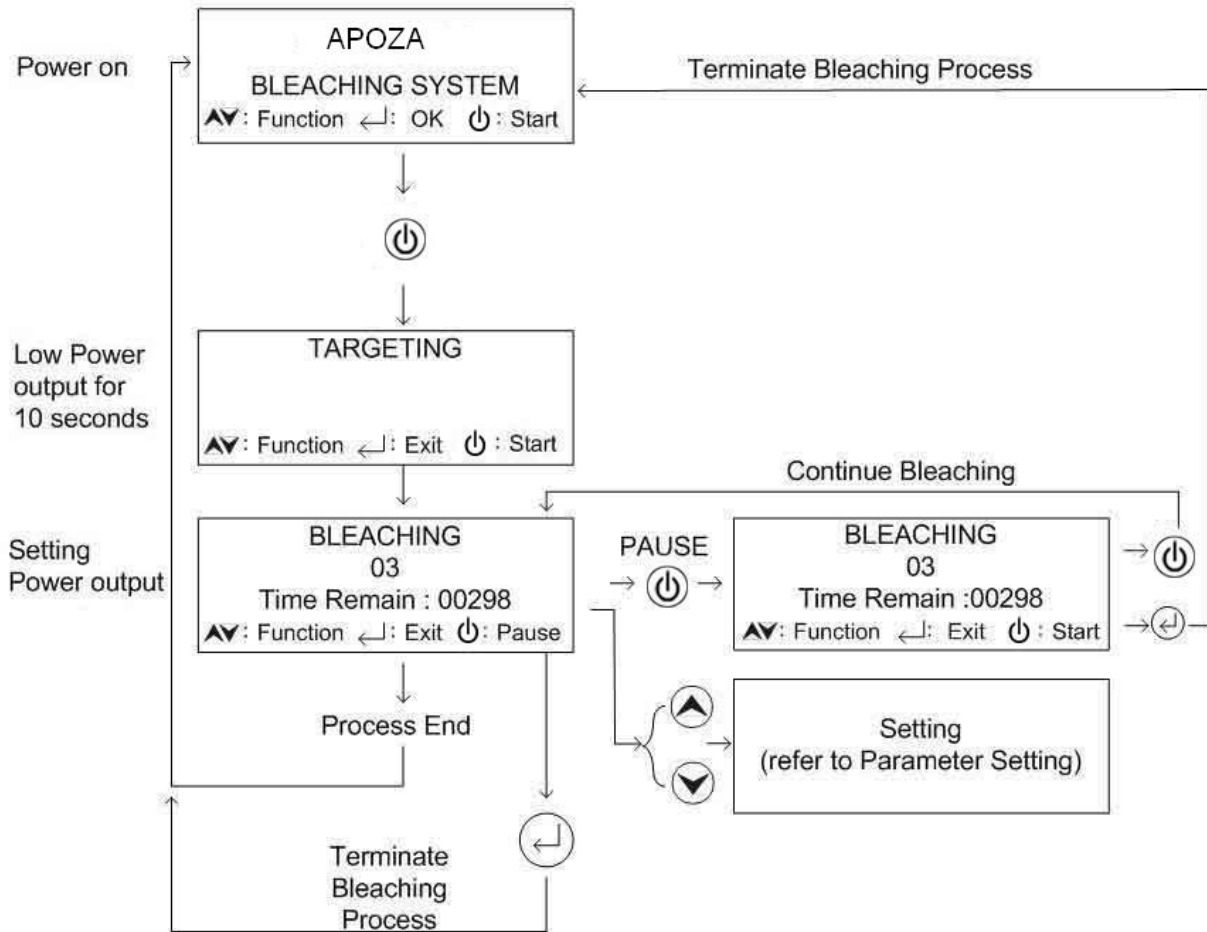 APOZA
BLEACHING SYSTEM
: Function : OK : Start
Power on
Terminate Bleaching Process
TARGETING
: Function : Exit : Start
Low Power
output for
10 seconds
Continue Bleaching
BLEACHING
03
Time Remain : 00298
: Function : Exit : Pause
Setting
Power output
PAUSE
BLEACHING
03
Time Remain :00298
: Function : Exit : Start
Process End
Setting
(refer to Parameter Setting)
Terminate
Bleaching
Process